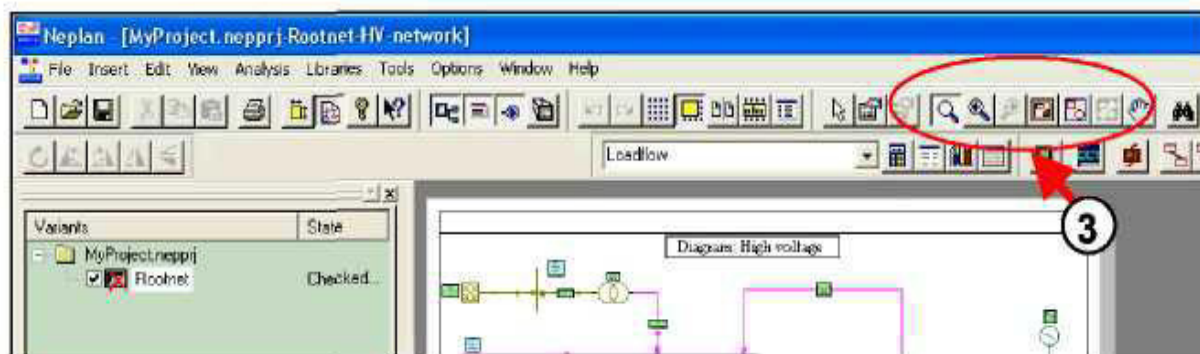 Neplan - [MyProject.nepprj-Rootnet-HV-network]
File Insert Edit View Analysis Libraries Tools Options Window Help
Loadflow
Variants State
MyProject.nepprj
Rootnet Checked...
3
Diagram: High voltage